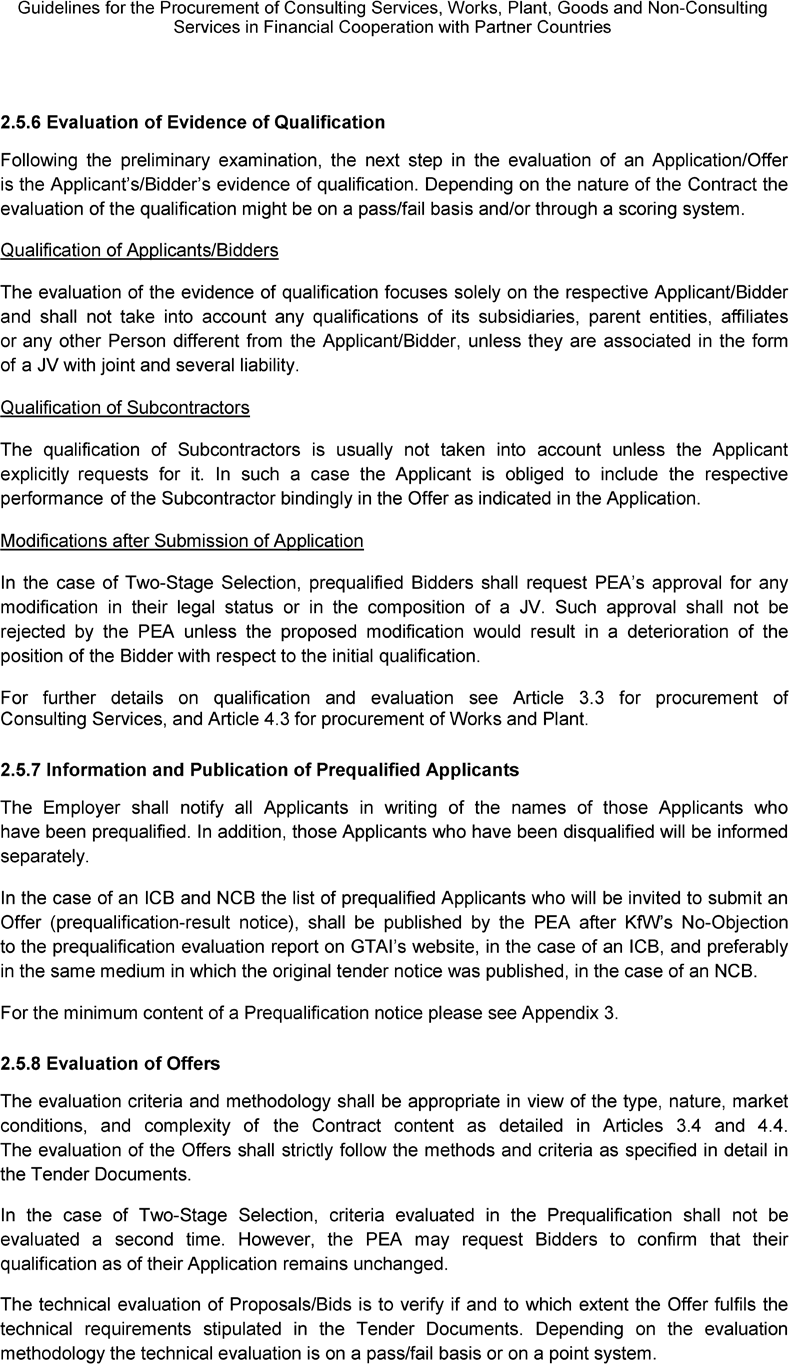 Guidelines for the Procurement of Consulting Services, Works, Plant, Goods and Non-Consulting
Services in Financial Cooperation with Partner Countries
2.5.6 Evaluation of Evidence of Qualification
Following the preliminary examination, the next step in the evaluation of an Application/Offer
is the Applicant's/Bidder's evidence of qualification. Depending on the nature of the Contract the
evaluation of the qualification might be on a pass/fail basis and/or through a scoring system.
Qualification of Applicants/Bidders
The evaluation of the evidence of qualification focuses solely on the respective Applicant/Bidder
and shall not take into account any qualifications of its subsidiaries, parent entities, affiliates
or any other Person different from the Applicant/Bidder, unless they are associated in the form
of a JV with joint and several liability.
Qualification of Subcontractors
The qualification of Subcontractors is usually not taken into account unless the Applicant
explicitly requests for it. In such a case the Applicant is obliged to include the respective
performance of the Subcontractor bindingly in the Offer as indicated in the Application.
Modifications after Submission of Application
In the case of Two-Stage Selection, prequalified Bidders shall request PEA's approval for any
modification in their legal status or in the composition of a JV. Such approval shall not be
rejected by the PEA unless the proposed modification would result in a deterioration of the
position of the Bidder with respect to the initial qualification.
For further details on qualification and evaluation see Article 3.3 for procurement of
Consulting Services, and Article 4.3 for procurement of Works and Plant.
2.5.7 Information and Publication of Prequalified Applicants
The Employer shall notify all Applicants in writing of the names of those Applicants who
have been prequalified. In addition, those Applicants who have been disqualified will be informed
separately.
In the case of an ICB and NCB the list of prequalified Applicants who will be invited to submit an
Offer (prequalification-result notice), shall be published by the PEA after KfW's No-Objection
to the prequalification evaluation report on GTAI's website, in the case of an ICB, and preferably
in the same medium in which the original tender notice was published, in the case of an NCB.
For the minimum content of a Prequalification notice please see Appendix 3.
2.5.8 Evaluation of Offers
The evaluation criteria and methodology shall be appropriate in view of the type, nature, market
conditions, and complexity of the Contract content as detailed in Articles 3.4 and 4.4.
The evaluation of the Offers shall strictly follow the methods and criteria as specified in detail in
the Tender Documents.
In the case of Two-Stage Selection, criteria evaluated in the Prequalification shall not be
evaluated a second time. However, the PEA may request Bidders to confirm that their
qualification as of their Application remains unchanged.
The technical evaluation of Proposals/Bids is to verify if and to which extent the Offer fulfils the
technical requirements stipulated in the Tender Documents. Depending on the evaluation
methodology the technical evaluation is on a pass/fail basis or on a point system.